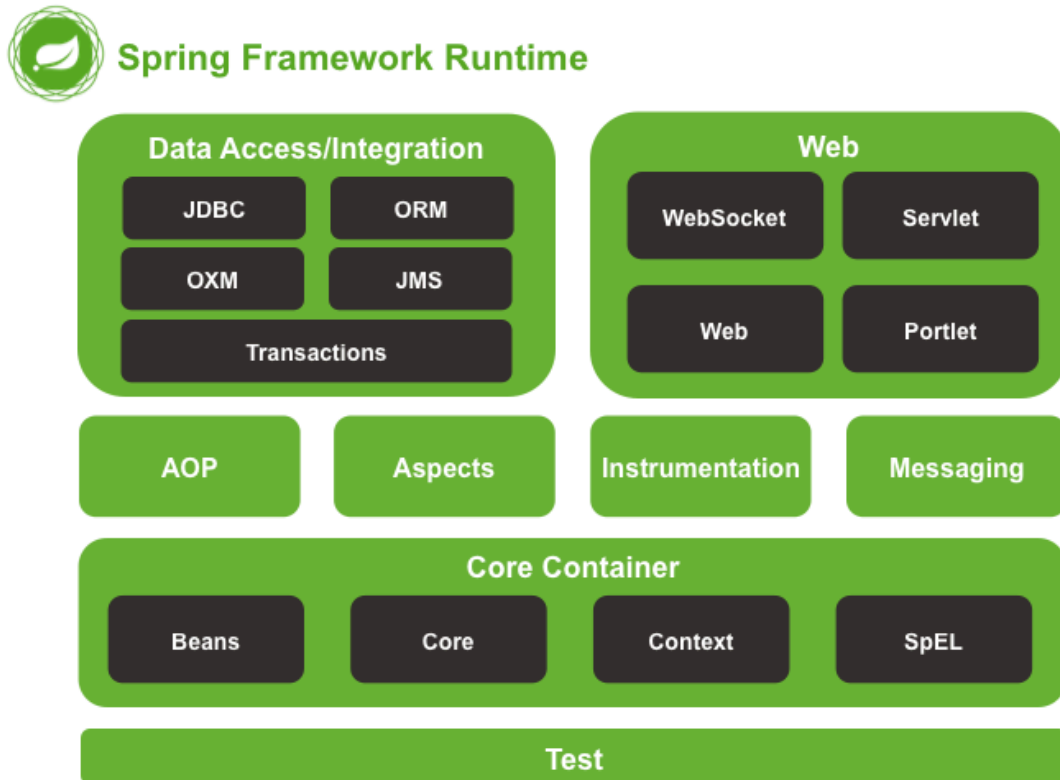 Spring Framework Runtime
Data Access/Integration
JDBC
ORM
OXM
JMS
Transactions
Web
WebSocket
Servlet
Web
Portlet
AOP
Aspects
Instrumentation
Messaging
Core Container
Beans
Core
Context
SpEL
Test